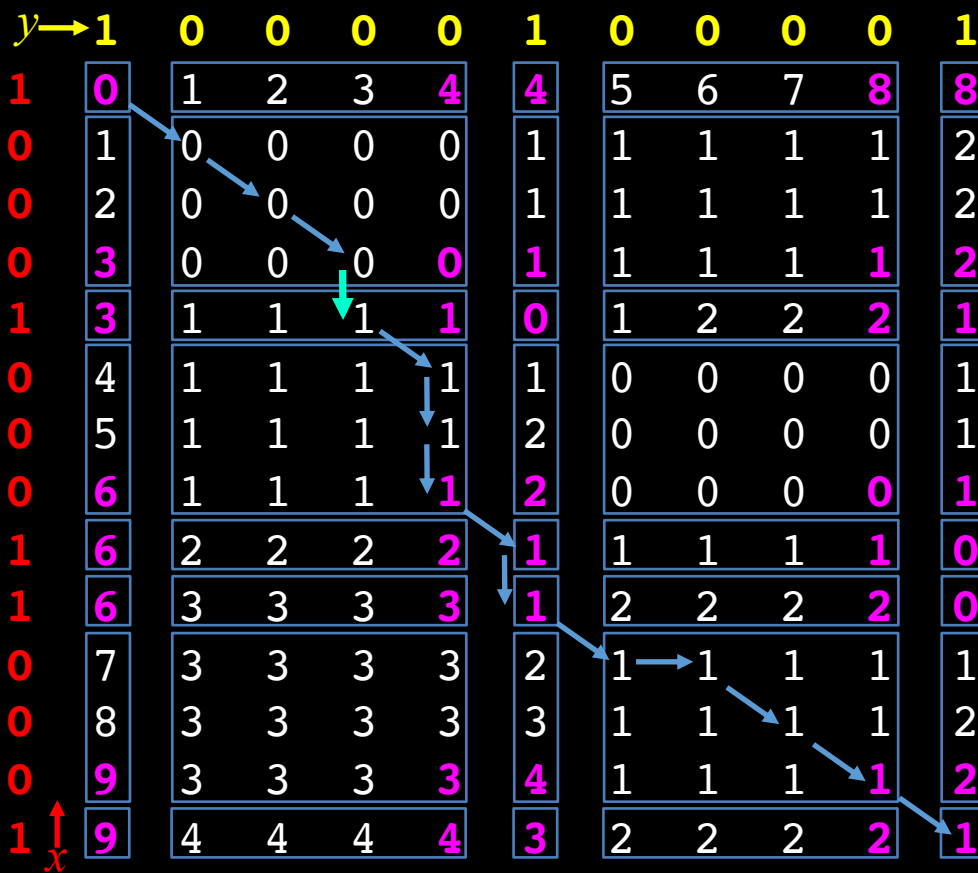 y 1 0 0 0 0 1 0 0 0 0 1
1 0 1 2 3 4 4 5 6 7 8 8
0 1 0 0 0 0 1 1 1 1 1 2
0 2 0 0 0 0 1 1 1 1 1 2
0 3 0 0 0 0 1 1 1 1 1 2
1 3 1 1 1 1 0 1 2 2 2 1
0 4 1 1 1 1 1 0 0 0 0 1
0 5 1 1 1 1 2 0 0 0 0 1
0 6 1 1 1 1 2 0 0 0 0 1
1 6 2 2 2 2 1 1 1 1 1 0
1 6 3 3 3 3 1 2 2 2 2 0
0 7 3 3 3 3 2 1 1 1 1 1
0 8 3 3 3 3 3 1 1 1 1 2
0 9 3 3 3 3 4 1 1 1 1 2
1 9 4 4 4 4 3 2 2 2 2 1
x